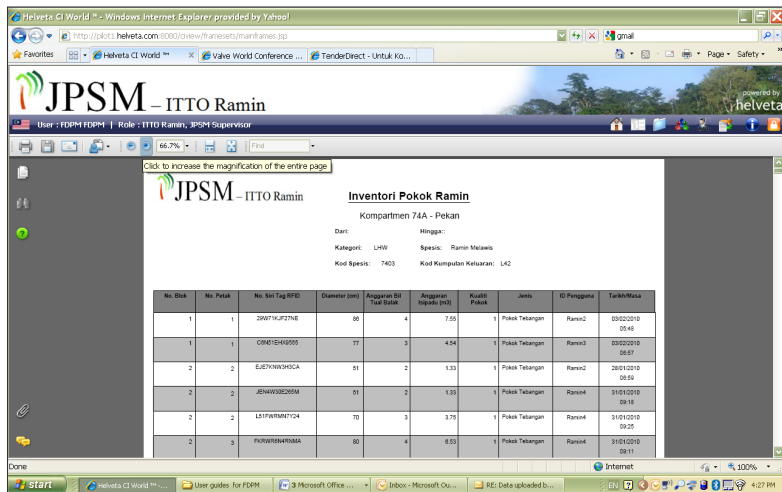 Helveta CI World ™ - Windows Internet Explorer provided by Yahoo!
http://pilot1.helveta.com:8080/ciview/framesets/mainframes.jsp
gmail
Favorites
Helveta CI World ™
Valve World Conference ...
TenderDirect - Untuk Ko...
Page
Safety
JPSM – ITTO Ramin
powered by
helveta
User : FDPM FDPM | Role : ITTO Ramin, JPSM Supervisor
66.7%
Find
Click to increase the magnification of the entire page
JPSM – ITTO Ramin
Inventori Pokok Ramin
Kompartmen 74A - Pekan
Dari: Hingga::
Kategori: LHW Spesis: Ramin Melawis
Kod Spesis: 7403 Kod Kumpulan Keluaran: L42
No. Blok No. Petak No. Siri Tag RFID Diameter (cm) Anggaran Bil Tual Balak Anggaran Isipadu (m3) Kualiti Pokok Jenis ID Pengguna Tarikh/Masa
1 1 29W71KJF27NE 86 4 7.55 1 Pokok Tebangan Ramin2 03/02/2010 05:48
1 1 77 3 4.54 1 Pokok Tebangan Ramin3 03/02/2010
2 2 EJE7KNW3H3CA 51 2 1.33 1 Pokok Tebangan Ramin2 28/01/2010 06:59
2 2 JEN4W30E265M 51 2 1.33 1 Pokok Tebangan Ramin4 31/01/2010 09:18
2 2 L51FWRMN7Y24 70 3 3.75 1 Pokok Tebangan Ramin4 31/01/2010 09:25
2 3 FKRWR6N4RNMA 80 4 6.53 1 Pokok Tebangan Ramin4 31/01/2010 09:11
Done
Internet
100%
start
Helveta CI World ™ -...
User guides for FDPM
3 Microsoft Office ...
Inbox - Microsoft Ou...
RE: Data uploaded b...
EN
4:27 PM